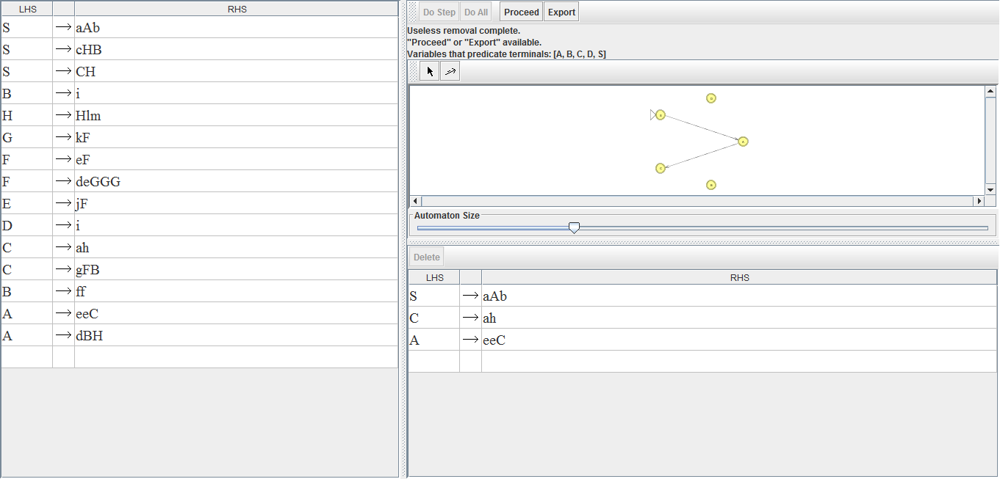 LHS RHS
S → aAb
S → cHB
S → CH
B → i
H → Hlm
G → kF
F → eF
F → deGGG
E → jF
D → i
C → ah
C → gFB
B → ff
A → eeC
A → dBH
Do Step Do All Proceed Export
Useless removal complete.
"Proceed" or "Export" available.
Variables that predicate terminals: [A, B, C, D, S]
Automaton Size
Delete
LHS RHS
S → aAb
C → ah
A → eeC